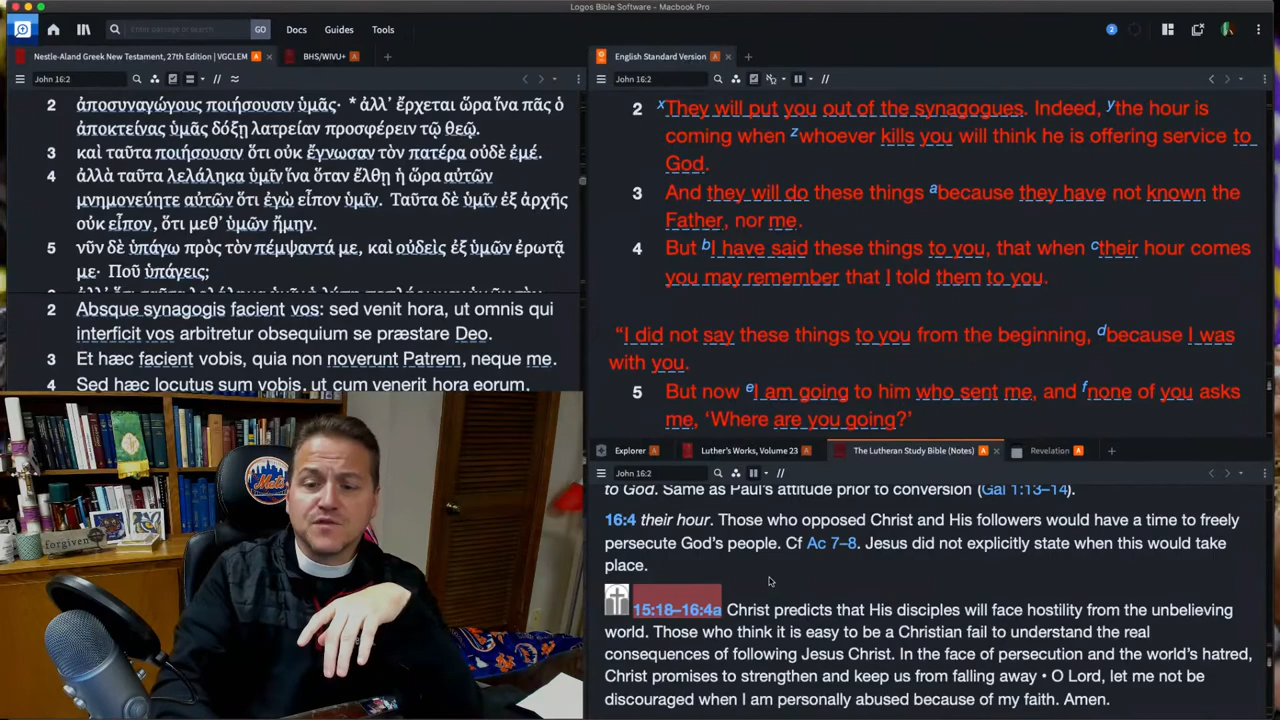 Logos Bible Software - Macbook Pro
Enter passage or search GO Docs Guides Tools 2
Nestle-Aland Greek New Testament, 27th Edition | VGCLEM A BHS/WIVU+ A
John 16:2
2 ἀποσυναγώγους ποιήσουσιν ὑμᾶς· * ἀλλ’ ἔρχεται ὥρα ἵνα πᾶς ὁ
ἀποκτείνας ὑμᾶς δόξῃ λατρείαν προσφέρειν τῷ θεῷ.
3 καὶ ταῦτα ποιήσουσιν ὅτι οὐκ ἔγνωσαν τὸν πατέρα οὐδὲ ἐμέ.
4 ἀλλὰ ταῦτα λελάληκα ὑμῖν ἵνα ὅταν ἔλθῃ ἡ ὥρα αὐτῶν
μνημονεύητε αὐτῶν ὅτι ἐγὼ εἶπον ὑμῖν. Ταῦτα δὲ ὑμῖν ἐξ ἀρχῆς
οὐκ εἶπον, ὅτι μεθ’ ὑμῶν ἤμην.
5 νῦν δὲ ὑπάγω πρὸς τὸν πέμψαντά με, καὶ οὐδεὶς ἐξ ὑμῶν ἐρωτᾷ
με· Ποῦ ὑπάγεις;
2 Absque synagogis facient vos: sed venit hora, ut omnis qui
interficit vos arbitretur obsequium se præstare Deo.
3 Et hæc facient vobis, quia non noverunt Patrem, neque me.
4 Sed hæc locutus sum vobis, ut cum venerit hora eorum,
English Standard Version A
John 16:2
2 xThey will put you out of the synagogues. Indeed, ythe hour is
coming when zwhoever kills you will think he is offering service to
God.
3 And they will do these things abecause they have not known the
Father, nor me.
4 But bI have said these things to you, that when ctheir hour comes
you may remember that I told them to you.
“I did not say these things to you from the beginning, dbecause I was
with you.
5 But now eI am going to him who sent me, and fnone of you asks
me, ‘Where are you going?’
Explorer A Luther's Works, Volume 23 A The Lutheran Study Bible (Notes) A Revelation A
John 16:2
to God. Same as Paul's attitude prior to conversion (Gal 1:13–14).
16:4 their hour. Those who opposed Christ and His followers would have a time to freely
persecute God's people. Cf Ac 7–8. Jesus did not explicitly state when this would take
place.
15:18–16:4a Christ predicts that His disciples will face hostility from the unbelieving
world. Those who think it is easy to be a Christian fail to understand the real
consequences of following Jesus Christ. In the face of persecution and the world's hatred,
Christ promises to strengthen and keep us from falling away • O Lord, let me not be
discouraged when I am personally abused because of my faith. Amen.
forgiven
Mets